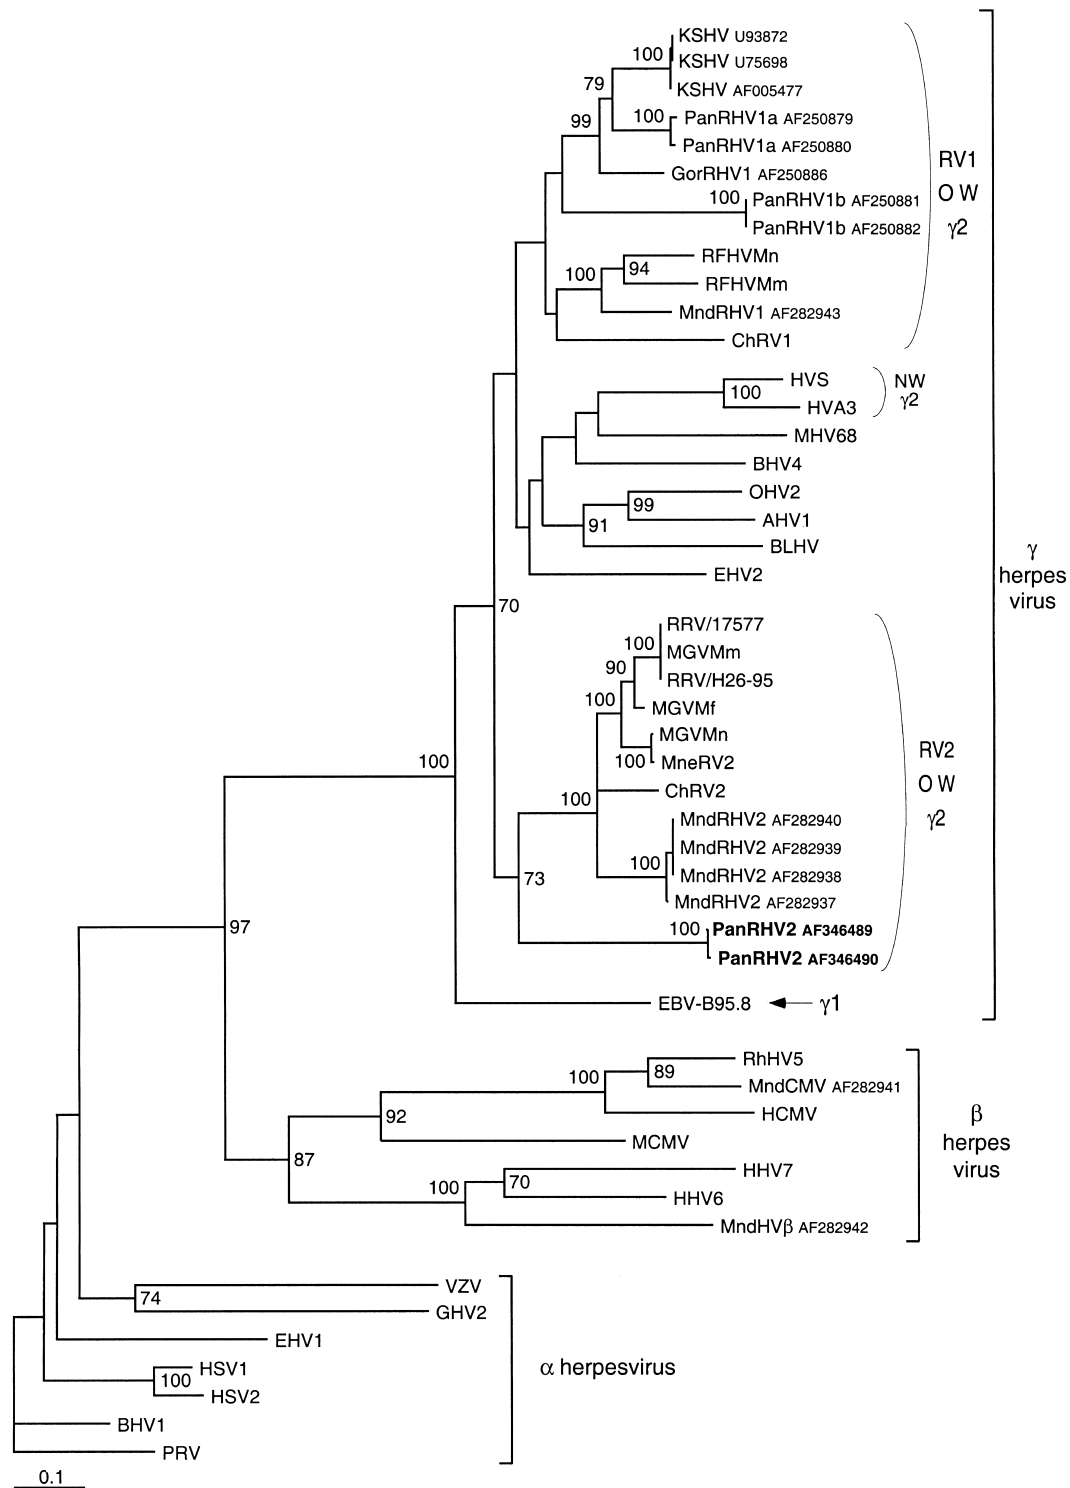 KSHV U93872
100
KSHV U75698
79
KSHV AF005477
100
PanRHV1a AF250879
99
PanRHV1a AF250880
RV1
O W
γ2
GorRHV1 AF250886
100
PanRHV1b AF250881
PanRHV1b AF250882
RFHVMn
100
94
RFHVMm
MndRHV1 AF282943
ChRV1
HVS
NW
γ2
100
HVA3
MHV68
BHV4
OHV2
99
AHV1
91
BLHV
γ
herpes
virus
EHV2
70
RRV/17577
100
MGVMm
90
RRV/H26-95
100
MGVMf
MGVMn
100
MneRV2
RV2
O W
γ2
100
ChRV2
100
MndRHV2 AF282940
MndRHV2 AF282939
100
MndRHV2 AF282938
73
MndRHV2 AF282937
97
100
PanRHV2 AF346489
PanRHV2 AF346490
EBV-B95.8
γ1
RhHV5
100
89
MndCMV AF282941
HCMV
92
MCMV
β
herpes
virus
87
HHV7
100
70
HHV6
MndHVβ AF282942
VZV
74
GHV2
EHV1
α herpesvirus
HSV1
100
HSV2
BHV1
PRV
0.1